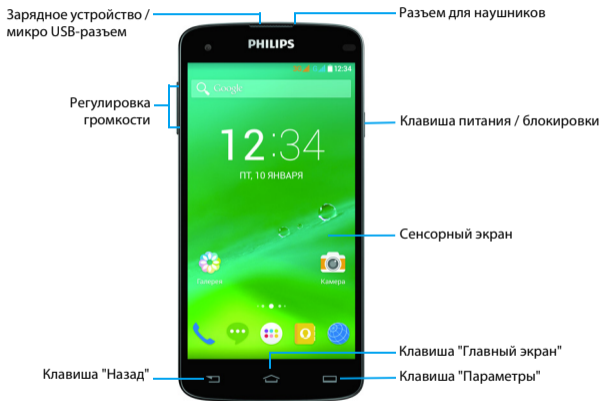 Зарядное устройство /
микро USB-разъем
Разъем для наушников
PHILIPS
12:34
Google
Регулировка
громкости
Клавиша питания / блокировки
12:34
ПТ, 10 ЯНВАРЯ
Сенсорный экран
Галерея
Камера
Клавиша "Главный экран"
Клавиша "Назад"
Клавиша "Параметры"